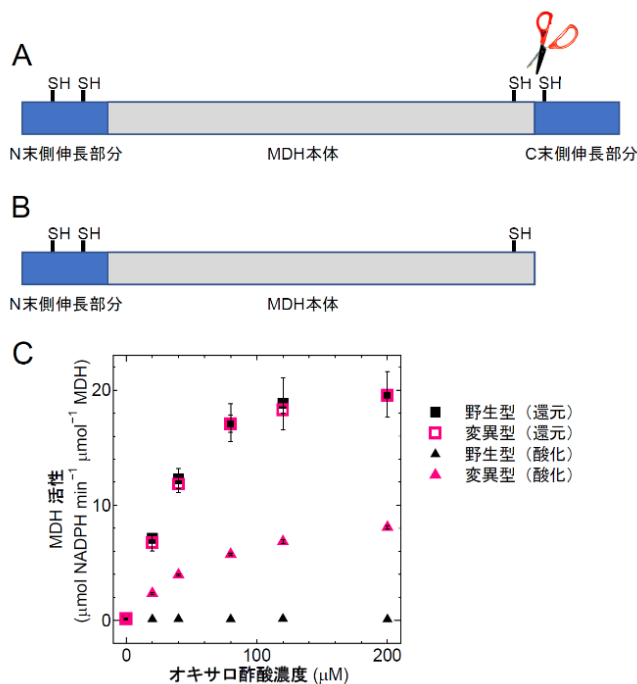 A
SH SH SH SH
N末側伸長部分 MDH本体 C末側伸長部分
B
SH SH SH
N末側伸長部分 MDH本体
C
MDH 活性
(μmol NADPH min⁻¹ μmol⁻¹ MDH)
20
10
0
0 100 200
オキサロ酢酸濃度 (μM)
野生型（還元）
変異型（還元）
野生型（酸化）
変異型（酸化）